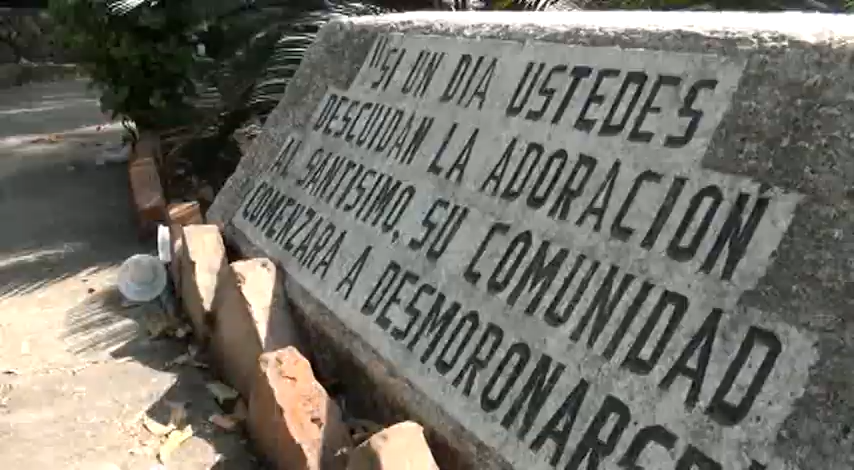 "SI UN DIA USTEDES
DESCUIDAN LA ADORACION
AL SANTISIMO, SU COMUNIDAD
COMENZARA A DESMORONARSE